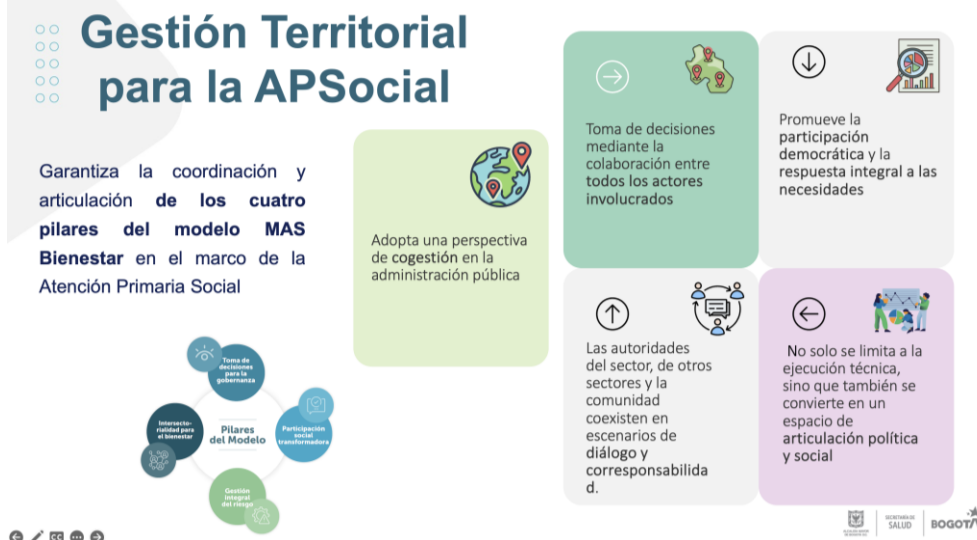 Gestión Territorial
para la APSocial
Garantiza la coordinación y
articulación de los cuatro
pilares del modelo MAS
Bienestar en el marco de la
Atención Primaria Social
Toma de
decisiones
para la
gobernanza
Intersecto-
rialidad para
el bienestar
Pilares
del Modelo
Participación
social
transformadora
Gestión
integral
del riesgo
Adopta una perspectiva
de cogestión en la
administración pública
Toma de decisiones
mediante la
colaboración entre
todos los actores
involucrados
Promueve la
participación
democrática y la
respuesta integral a las
necesidades
Las autoridades
del sector, de otros
sectores y la
comunidad
coexisten en
escenarios de
diálogo y
corresponsabilida
d.
No solo se limita a la
ejecución técnica,
sino que también se
convierte en un
espacio de
articulación política
y social
SECRETARÍA DE
SALUD
BOGOTÁ